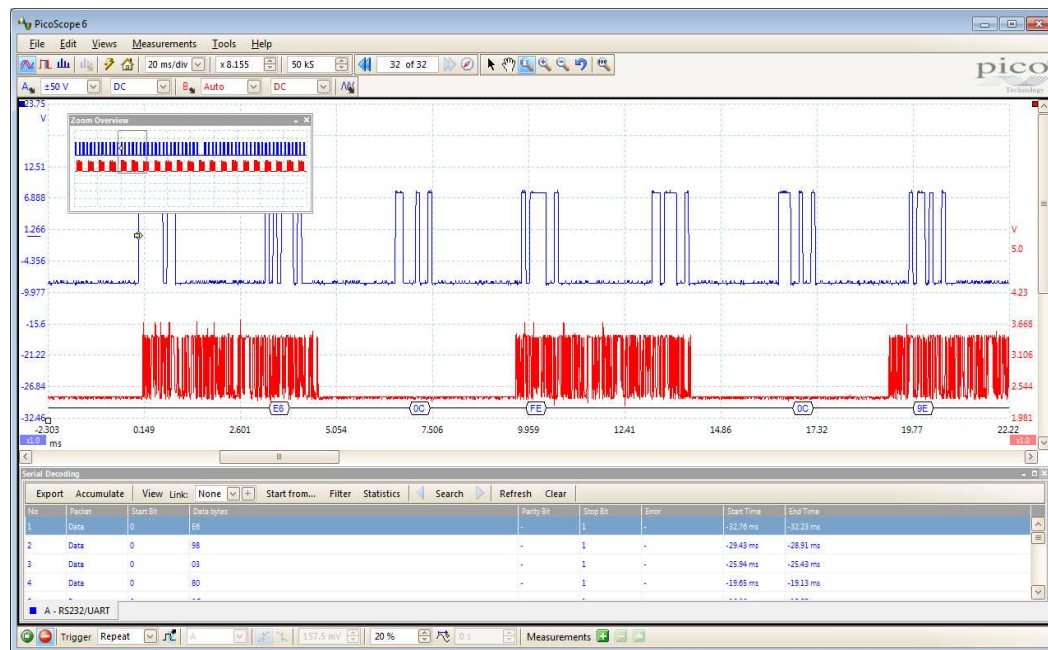 PicoScope 6
File Edit Views Measurements Tools Help
20 ms/div x 8.155 50 kS 32 of 32
pico
Technology
A ±50 V DC B Auto DC
23.75
V
Zoom Overview
12.51
6.888
1.266
-4.356
-9.977
-15.6
-21.22
-26.84
-32.46
V
5.0
4.23
3.668
3.106
2.544
1.981
E6 0C FE 0C 9E
-2.303 0.149 2.601 5.054 7.506 9.959 12.41 14.86 17.32 19.77 22.22
x1.0 ms x1.0
Serial Decoding
Export Accumulate View Link: None Start from... Filter Statistics Search Refresh Clear
No Packet Start Bit Data bytes Parity Bit Stop Bit Error Start Time End Time
1 Data 0 E6 - 1 - -32.76 ms -32.23 ms
2 Data 0 98 - 1 - -29.43 ms -28.91 ms
3 Data 0 03 - 1 - -25.94 ms -25.43 ms
4 Data 0 80 - 1 - -19.65 ms -19.13 ms
A - RS232/UART
Trigger Repeat A 157.5 mV 20 % 0 s Measurements